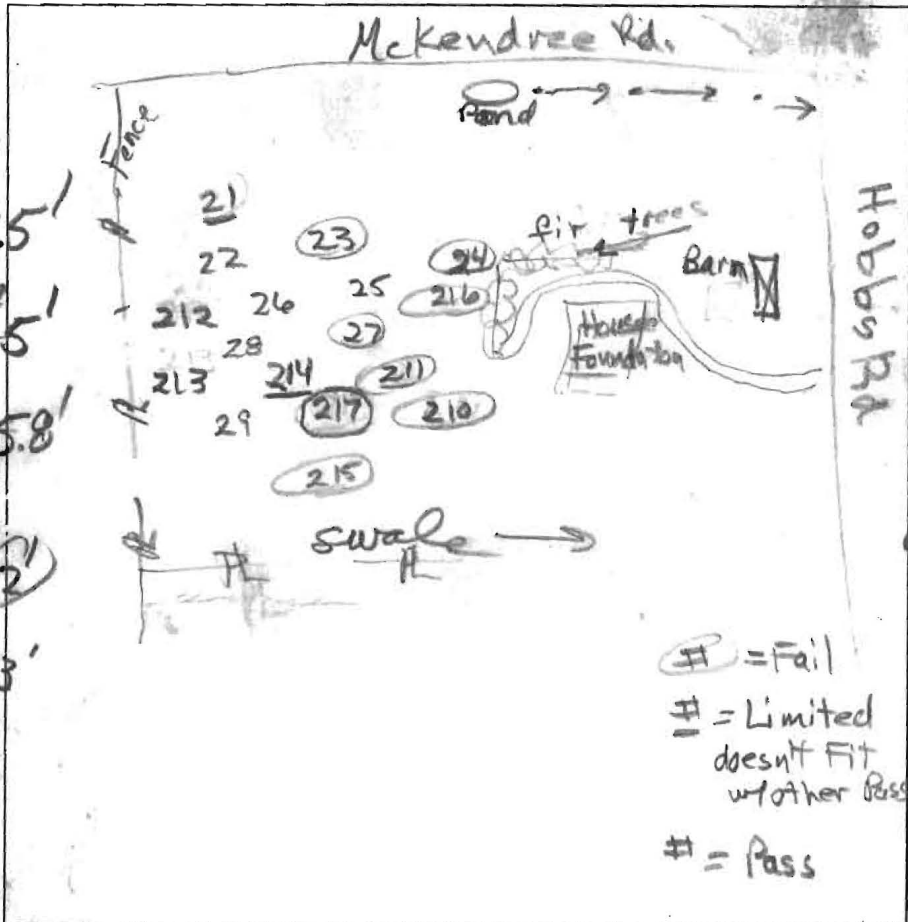 McKendree Rd.
Pond
Fence
Hobbs Rd
21
23
fir trees
22
24
Barn
25
216
26
212
27
House
Foundation
28
213
214
211
29
217
210
215
swale
PL
PL
5'
5'
5.8'
2'
3'
# = Fail
# = Limited
doesn't Fit
w/other Pass
# = Pass